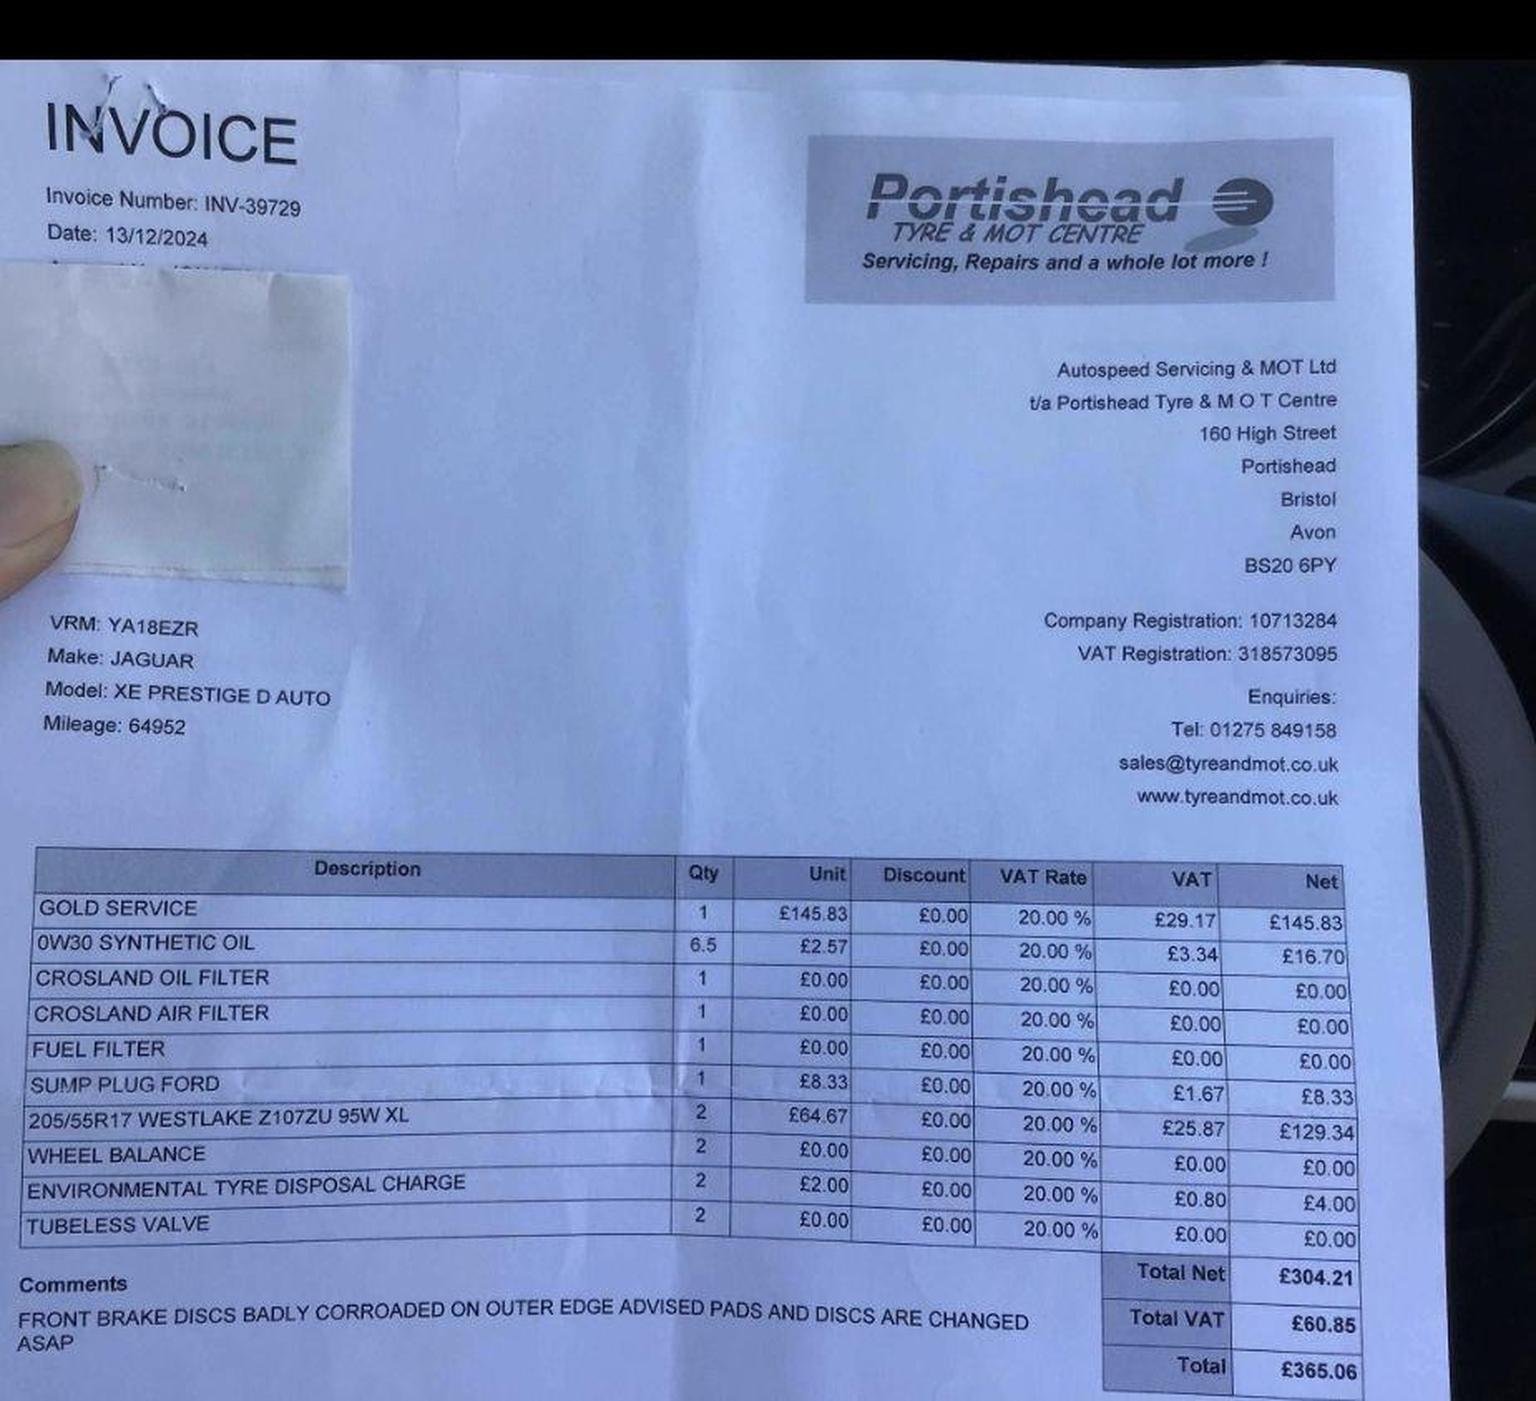 INVOICE
Invoice Number: INV-39729
Date: 13/12/2024
Portishead
TYRE & MOT CENTRE
Servicing, Repairs and a whole lot more !
Autospeed Servicing & MOT Ltd
t/a Portishead Tyre & M O T Centre
160 High Street
Portishead
Bristol
Avon
BS20 6PY
Company Registration: 10713284
VAT Registration: 318573095
Enquiries:
Tel: 01275 849158
sales@tyreandmot.co.uk
www.tyreandmot.co.uk
VRM: YA18EZR
Make: JAGUAR
Model: XE PRESTIGE D AUTO
Mileage: 64952
Description Qty Unit Discount VAT Rate VAT Net
GOLD SERVICE 1 £145.83 £0.00 20.00 % £29.17 £145.83
0W30 SYNTHETIC OIL 6.5 £2.57 £0.00 20.00 % £3.34 £16.70
CROSLAND OIL FILTER 1 £0.00 £0.00 20.00 % £0.00 £0.00
CROSLAND AIR FILTER 1 £0.00 £0.00 20.00 % £0.00 £0.00
FUEL FILTER 1 £0.00 £0.00 20.00 % £0.00 £0.00
SUMP PLUG FORD 1 £8.33 £0.00 20.00 % £1.67 £8.33
205/55R17 WESTLAKE Z107ZU 95W XL 2 £64.67 £0.00 20.00 % £25.87 £129.34
WHEEL BALANCE 2 £0.00 £0.00 20.00 % £0.00 £0.00
ENVIRONMENTAL TYRE DISPOSAL CHARGE 2 £2.00 £0.00 20.00 % £0.80 £4.00
TUBELESS VALVE 2 £0.00 £0.00 20.00 % £0.00 £0.00
Total Net £304.21
Total VAT £60.85
Total £365.06
Comments
FRONT BRAKE DISCS BADLY CORROADED ON OUTER EDGE ADVISED PADS AND DISCS ARE CHANGED
ASAP